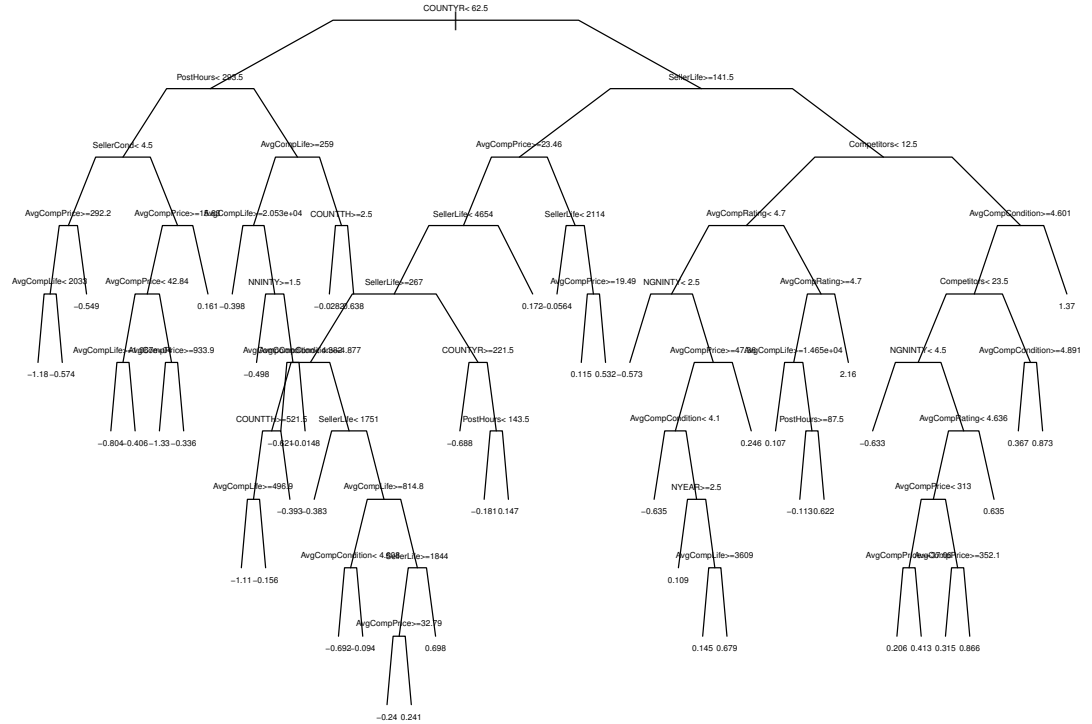 COUNTYR< 62.5
PostHours< 293.5
SellerLife>=141.5
SellerCond< 4.5
AvgCompLife>=259
AvgCompPrice>=23.46
Competitors< 12.5
AvgCompPrice>=292.2
AvgCompLife>=2.053e+04
COUNTTH>=2.5
SellerLife< 4654
SellerLife< 2114
AvgCompRating< 4.7
AvgCompCondition>=4.601
AvgCompLife< 2033
−0.549
AvgCompPrice< 42.84
0.161
−0.398
NNINTY>=1.5
0.638
SellerLife>=267
0.172
−0.0564
AvgCompPrice>=19.49
NGNINTY< 2.5
AvgCompRating>=4.7
Competitors< 23.5
1.37
−1.18
−0.574
−0.498
COUNTYR>=221.5
0.115
0.532
−0.573
AvgCompLife>=1.465e+04
2.16
NGNINTY< 4.5
AvgCompCondition>=4.891
−0.804
−0.406
−1.33
−0.336
COUNTTH>=521.5
−0.621
−0.0148
SellerLife< 1751
−0.688
PostHours< 143.5
AvgCompCondition< 4.1
0.246
0.107
PostHours>=87.5
−0.633
AvgCompRating< 4.636
0.367
0.873
AvgCompLife>=496.9
−0.393
−0.383
AvgCompLife>=814.8
−0.181
0.147
−0.635
NYEAR>=2.5
−0.113
0.622
AvgCompPrice< 313
0.635
−1.11
−0.156
SellerLife>=1844
0.109
AvgCompLife>=3609
AvgCompPrice>=352.1
−0.692
−0.094
AvgCompPrice>=32.79
0.698
0.145
0.679
0.206
0.413
0.315
0.866
−0.24
0.241